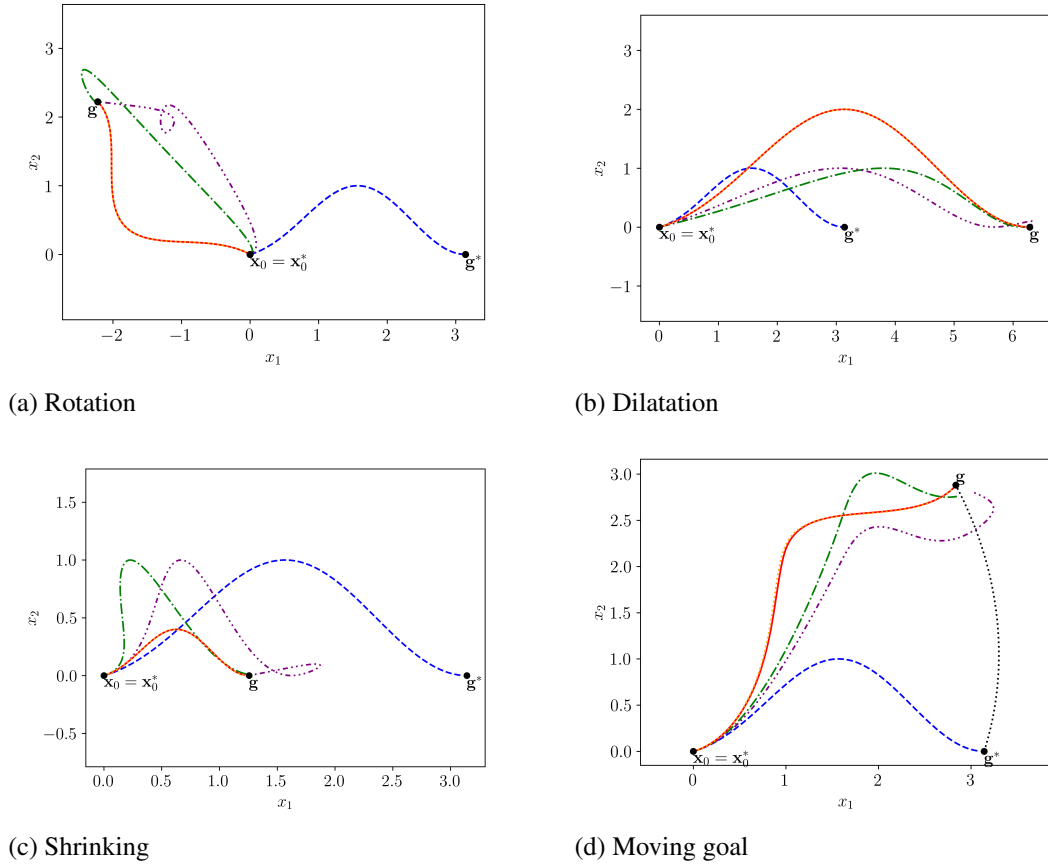 3
2
1
0
x₂
g
x₀ = x₀*
g*
−2
−1
0
1
2
3
x₁
(a) Rotation
3
2
1
0
−1
x₂
x₀ = x₀*
g*
g
0
1
2
3
4
5
6
x₁
(b) Dilatation
1.5
1.0
0.5
0.0
−0.5
x₂
x₀ = x₀*
g
g*
0.0
0.5
1.0
1.5
2.0
2.5
3.0
x₁
(c) Shrinking
3.0
2.5
2.0
1.5
1.0
0.5
0.0
x₂
g
x₀ = x₀*
g*
0
1
2
3
x₁
(d) Moving goal